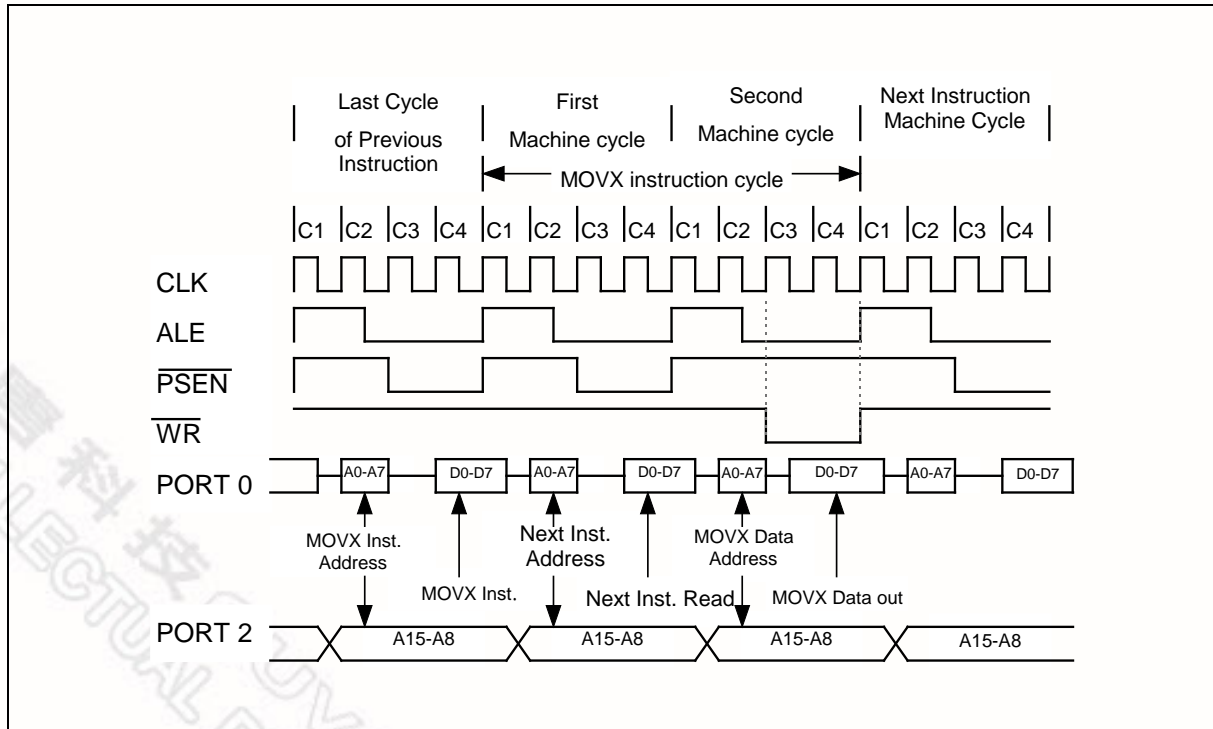 Last Cycle
of Previous
Instruction
First
Machine cycle
Second
Machine cycle
Next Instruction
Machine Cycle
MOVX instruction cycle
C1 C2 C3 C4 C1 C2 C3 C4 C1 C2 C3 C4 C1 C2 C3 C4
CLK
ALE
PSEN
WR
PORT 0
A0-A7 D0-D7 A0-A7 D0-D7 A0-A7 D0-D7 A0-A7 D0-D7
MOVX Inst.
Address
MOVX Inst.
Next Inst.
Address
Next Inst. Read
MOVX Data
Address
MOVX Data out
PORT 2
A15-A8 A15-A8 A15-A8 A15-A8